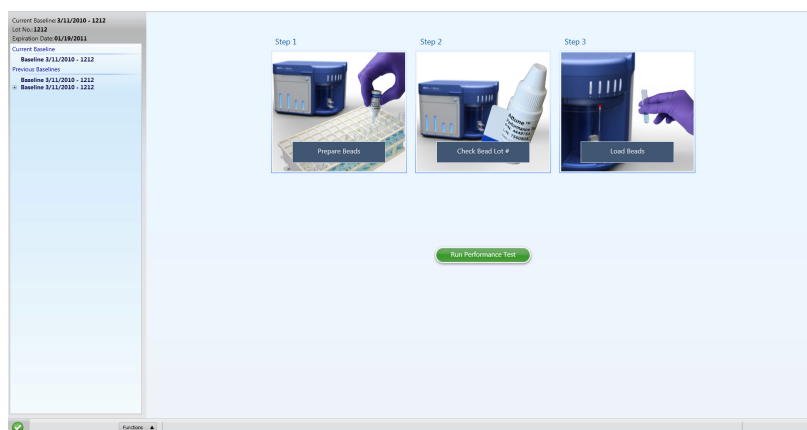 Current Baseline: 3/11/2010 - 1212
Lot No.: 1212
Expiration Date: 01/19/2011
Current Baseline
Baseline 3/11/2010 - 1212
Previous Baselines
Baseline 3/11/2010 - 1212
Baseline 3/11/2010 - 1212
Step 1
Step 2
Step 3
Prepare Beads
Attune™
Performance
Check Bead Lot #
Load Beads
Run Performance Test
Functions